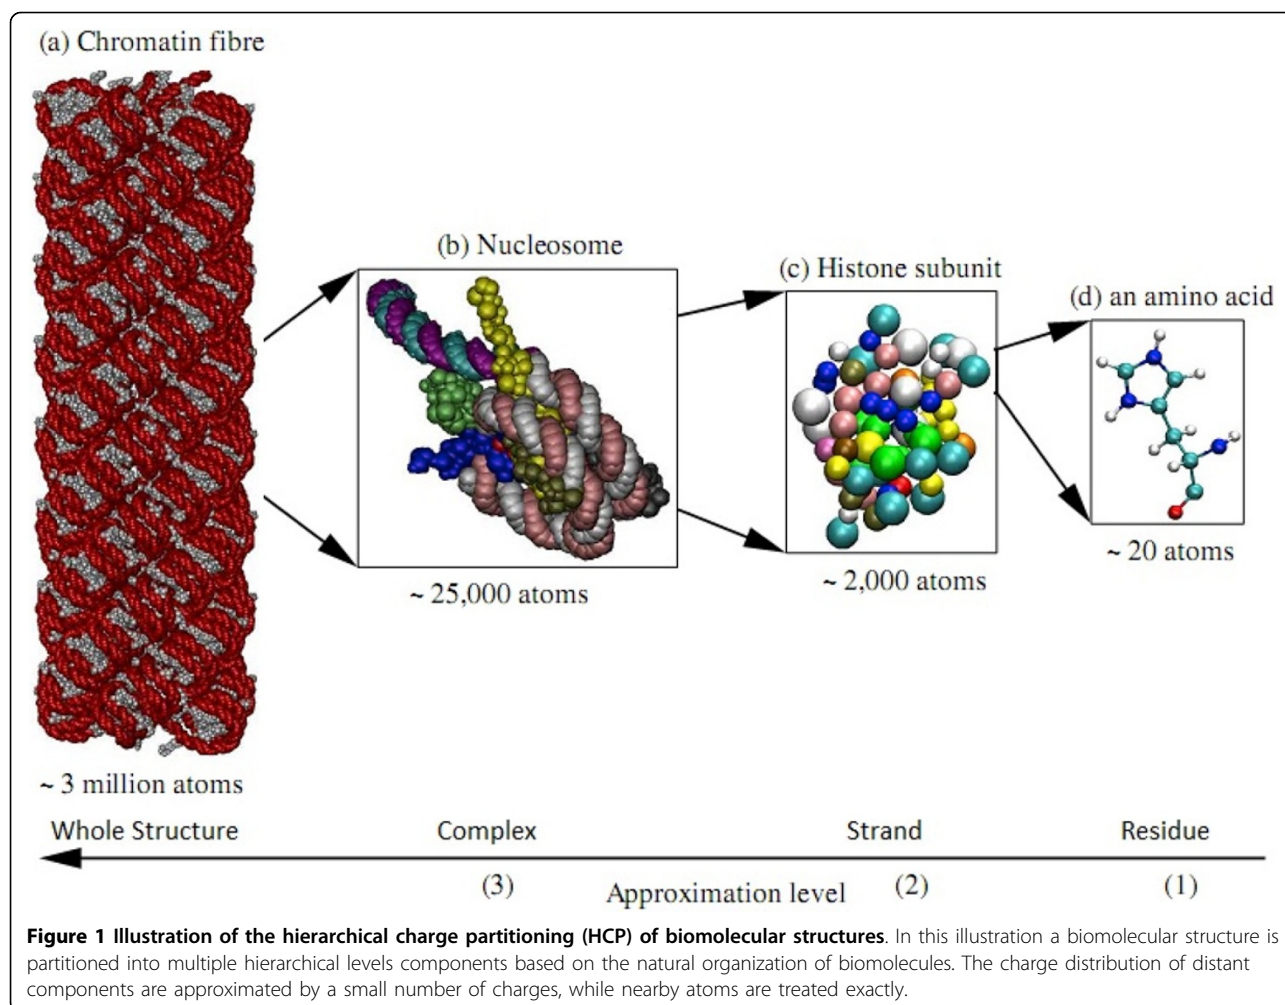 (a) Chromatin fibre
(b) Nucleosome
(c) Histone subunit
(d) an amino acid
~ 20 atoms
~ 25,000 atoms
~ 2,000 atoms
~ 3 million atoms
Whole Structure
Complex
Strand
Residue
(3)
Approximation level
(2)
(1)
Figure 1 Illustration of the hierarchical charge partitioning (HCP) of biomolecular structures. In this illustration a biomolecular structure is
partitioned into multiple hierarchical levels components based on the natural organization of biomolecules. The charge distribution of distant
components are approximated by a small number of charges, while nearby atoms are treated exactly.